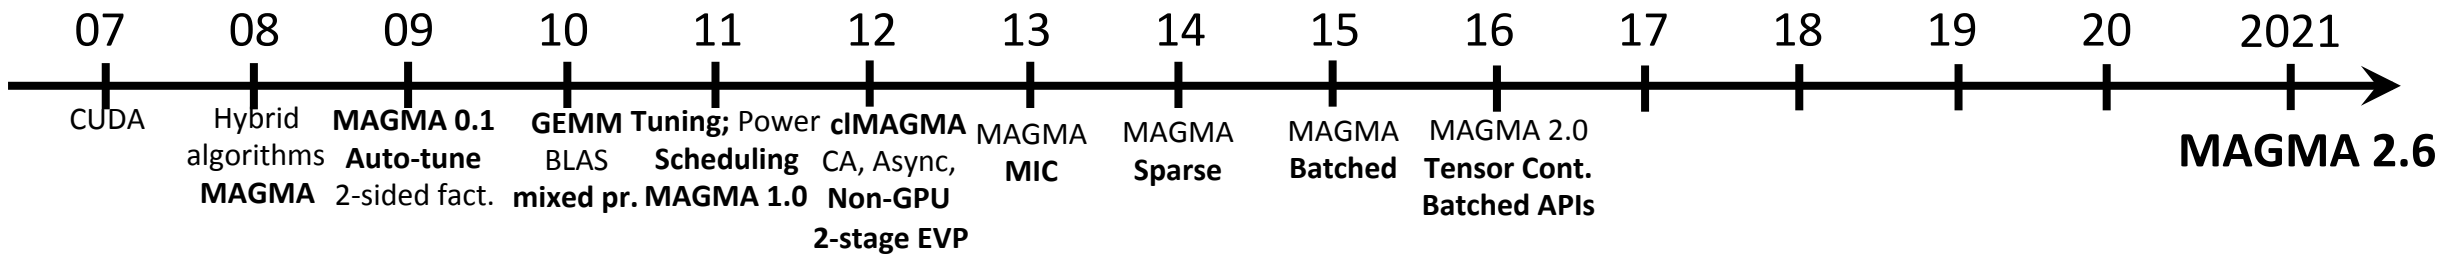 07 08 09 10 11 12 13 14 15 16 17 18 19 20 2021
CUDA
Hybrid
algorithms
MAGMA
MAGMA 0.1
Auto-tune
2-sided fact.
GEMM
BLAS
mixed pr.
Tuning; Power
Scheduling
MAGMA 1.0
clMAGMA
CA, Async,
Non-GPU
2-stage EVP
MAGMA
MIC
MAGMA
Sparse
MAGMA
Batched
MAGMA 2.0
Tensor Cont.
Batched APIs
MAGMA 2.6